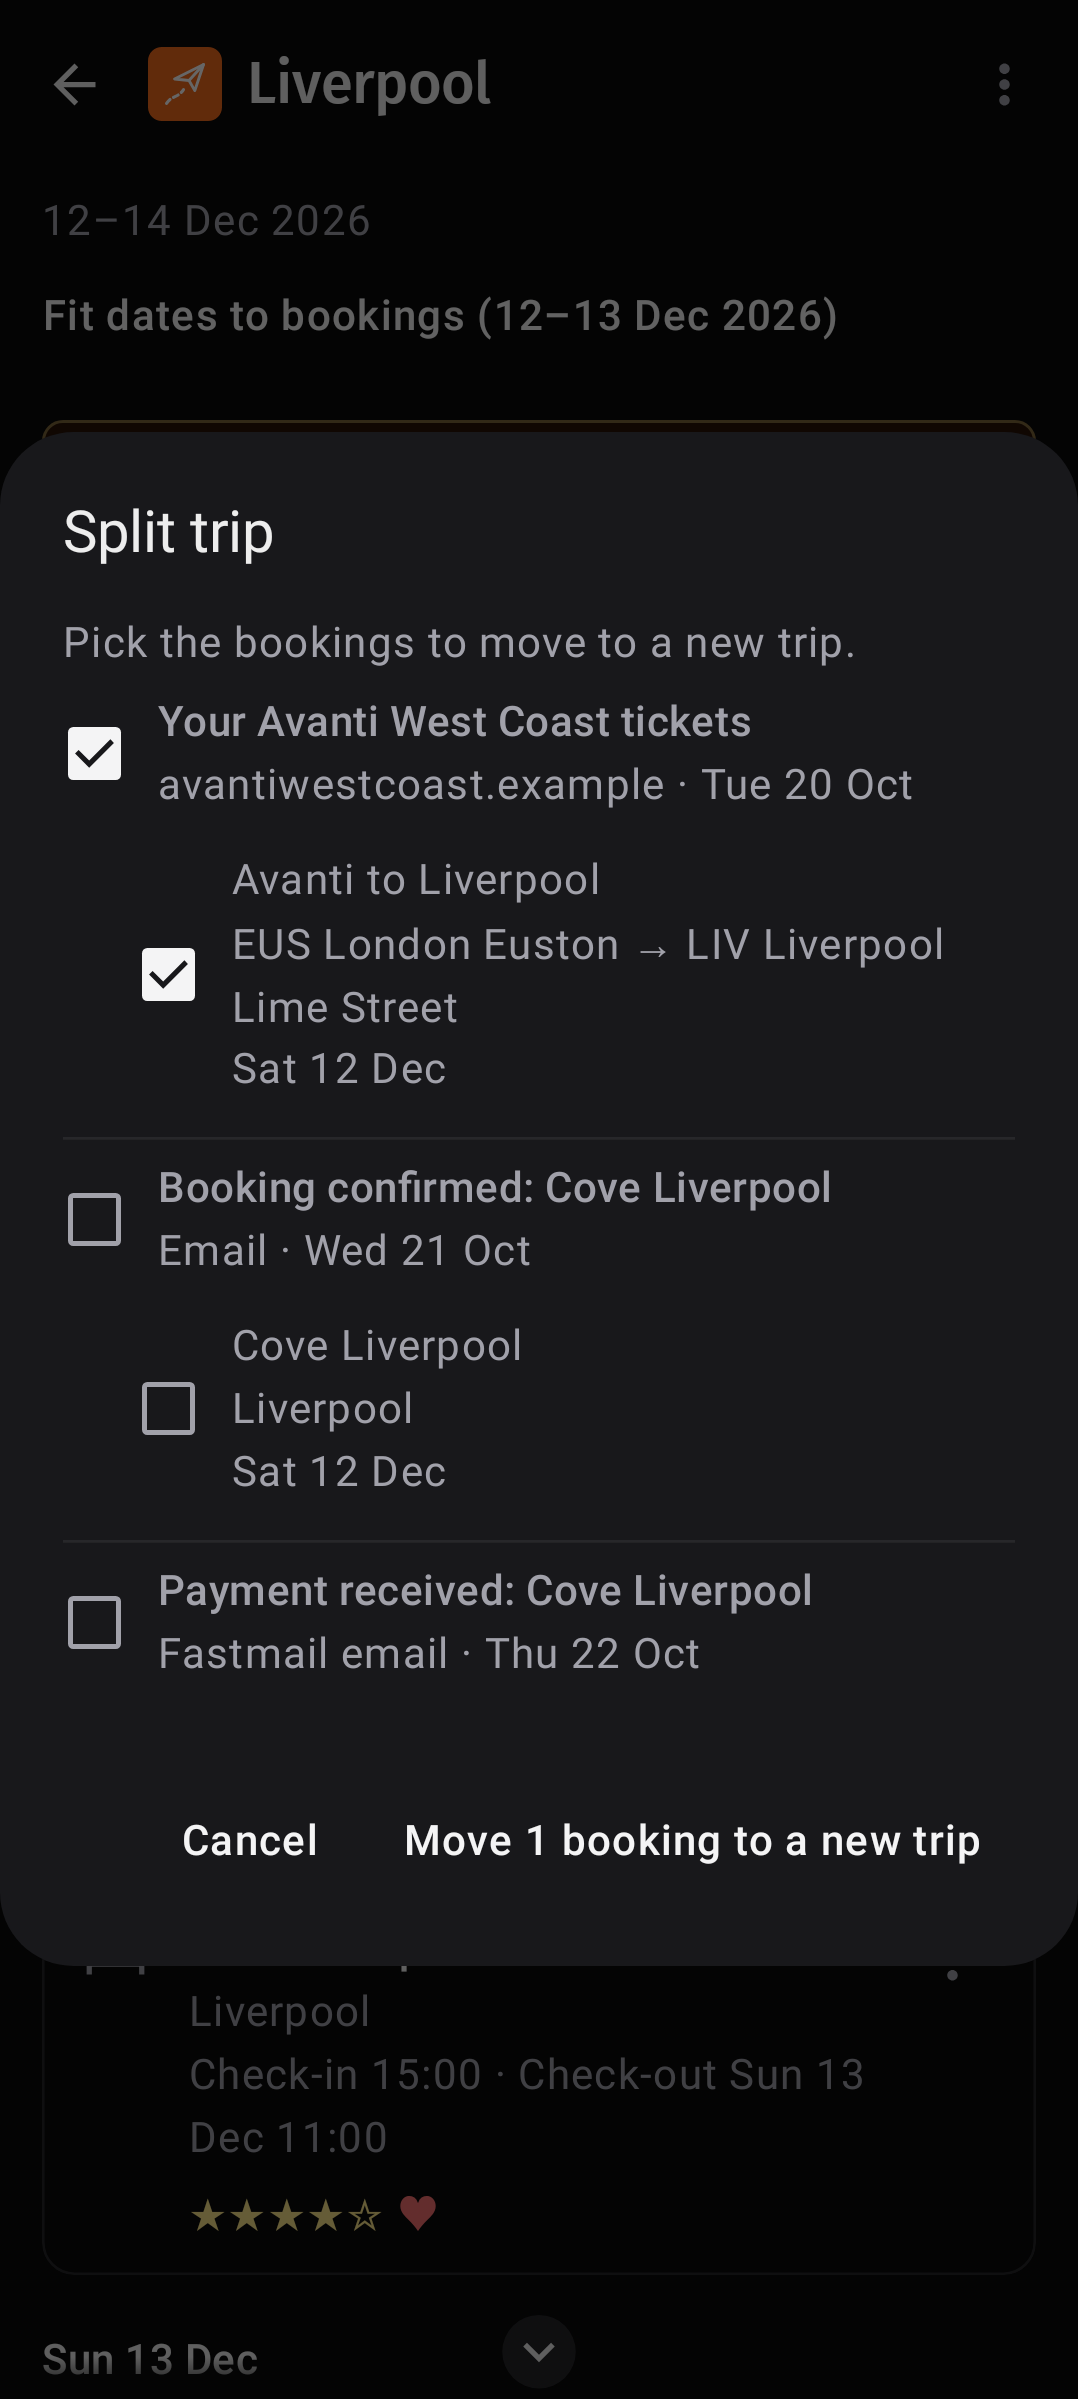 Liverpool
12–14 Dec 2026
Fit dates to bookings (12–13 Dec 2026)
Split trip
Pick the bookings to move to a new trip.
Your Avanti West Coast tickets
avantiwestcoast.example · Tue 20 Oct
Avanti to Liverpool
EUS London Euston → LIV Liverpool
Lime Street
Sat 12 Dec
Booking confirmed: Cove Liverpool
Email · Wed 21 Oct
Cove Liverpool
Liverpool
Sat 12 Dec
Payment received: Cove Liverpool
Fastmail email · Thu 22 Oct
Cancel
Move 1 booking to a new trip
Liverpool
Check-in 15:00 · Check-out Sun 13
Dec 11:00
★★★★☆ ♥
Sun 13 Dec